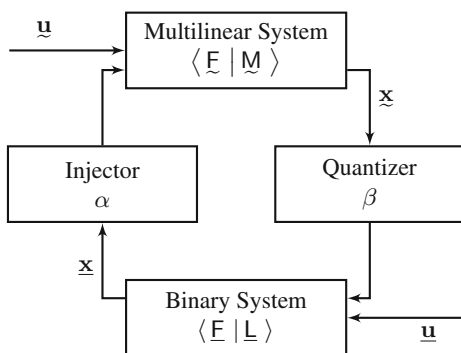 ṵ
Multilinear System
⟨ F̰ | M̰ ⟩
x̰
Injector
α
Quantizer
β
x̲
Binary System
⟨ F̲ | L̲ ⟩
u̲